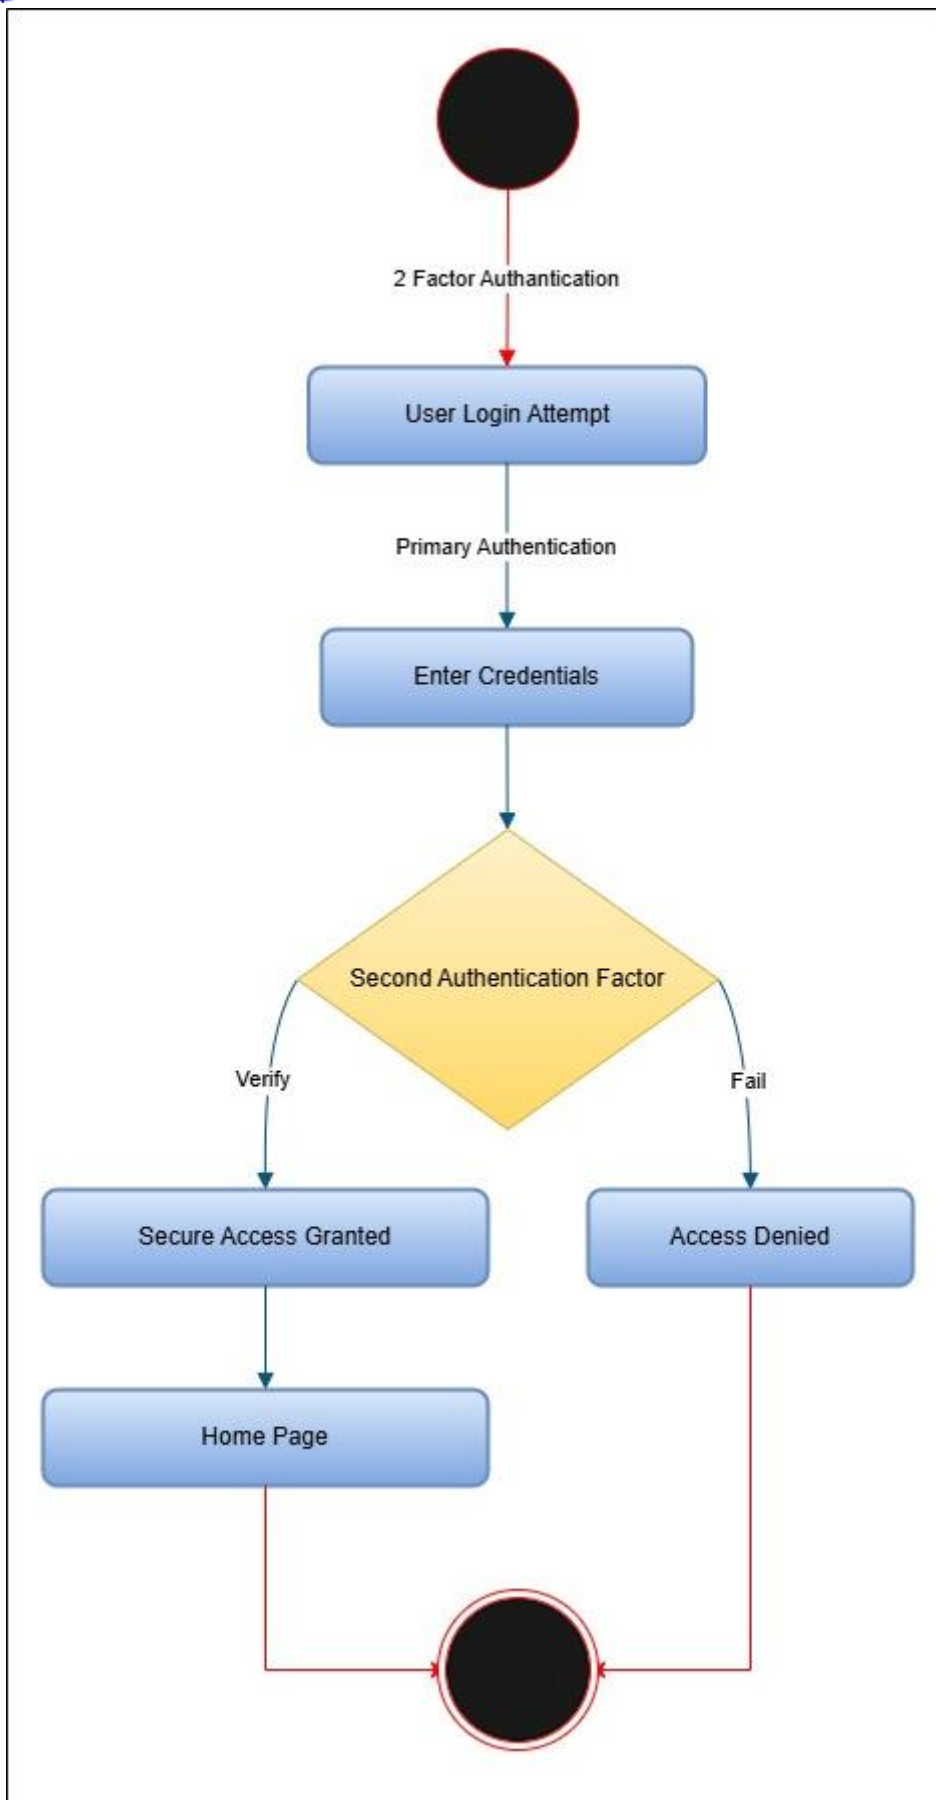 2 Factor Authantication
User Login Attempt
Primary Authentication
Enter Credentials
Second Authentication Factor
Verify
Fail
Secure Access Granted
Access Denied
Home Page